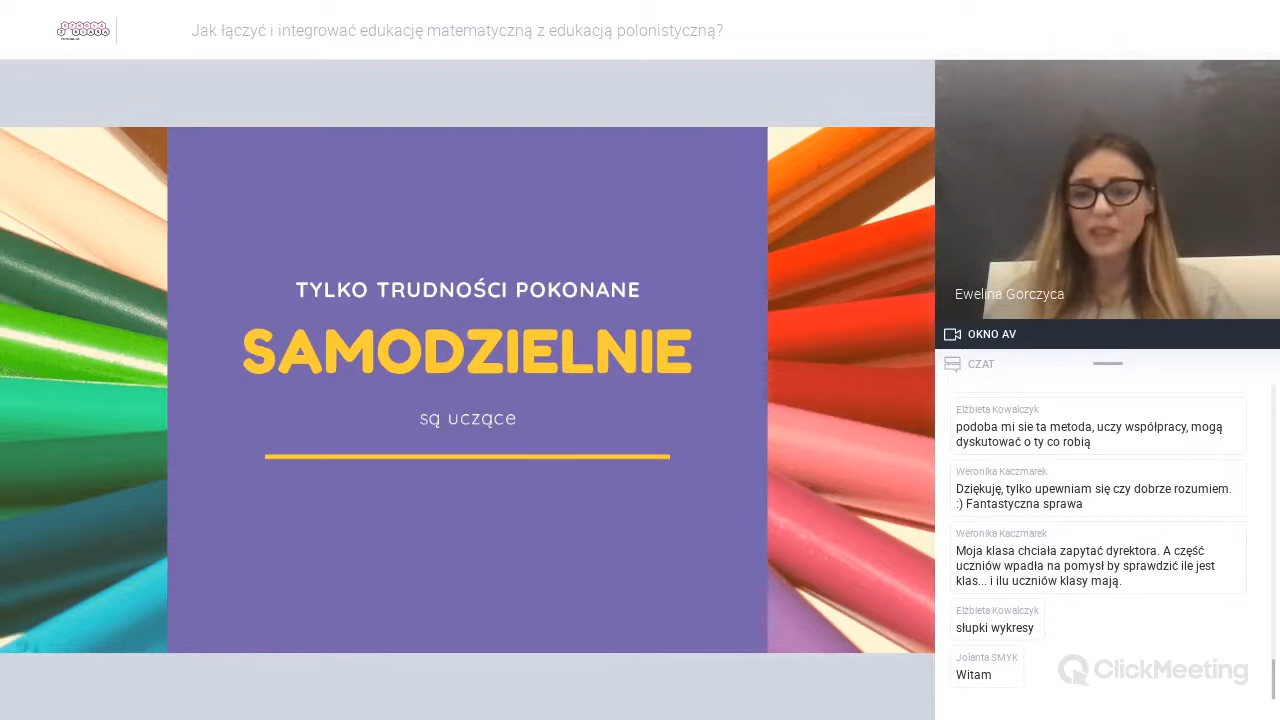 SZKOŁA
Z KLASĄ
Jak łączyć i integrować edukację matematyczną z edukacją polonistyczną?
TYLKO TRUDNOŚCI POKONANE
SAMODZIELNIE
są uczące
Ewelina Gorczyca
OKNO AV
CZAT
Elżbieta Kowalczyk
podoba mi sie ta metoda, uczy współpracy, mogą
dyskutować o ty co robią
Weronika Kaczmarek
Dziękuję, tylko upewniam się czy dobrze rozumiem.
:) Fantastyczna sprawa
Weronika Kaczmarek
Moja klasa chciała zapytać dyrektora. A część
uczniów wpadła na pomysł by sprawdzić ile jest
klas... i ilu uczniów klasy mają.
Elżbieta Kowalczyk
słupki wykresy
Jolanta SMYK
Witam
ClickMeeting